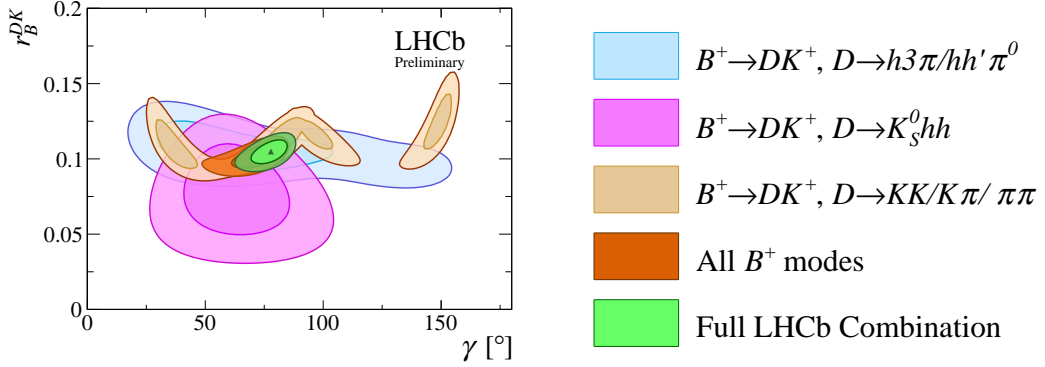 r_B^{DK}
0.2
0.15
0.1
0.05
0
LHCb
Preliminary
0 50 100 150
γ [°]
B⁺→DK⁺, D→h3π/hh'π⁰
B⁺→DK⁺, D→K_S⁰hh
B⁺→DK⁺, D→KK/Kπ/ ππ
All B⁺ modes
Full LHCb Combination